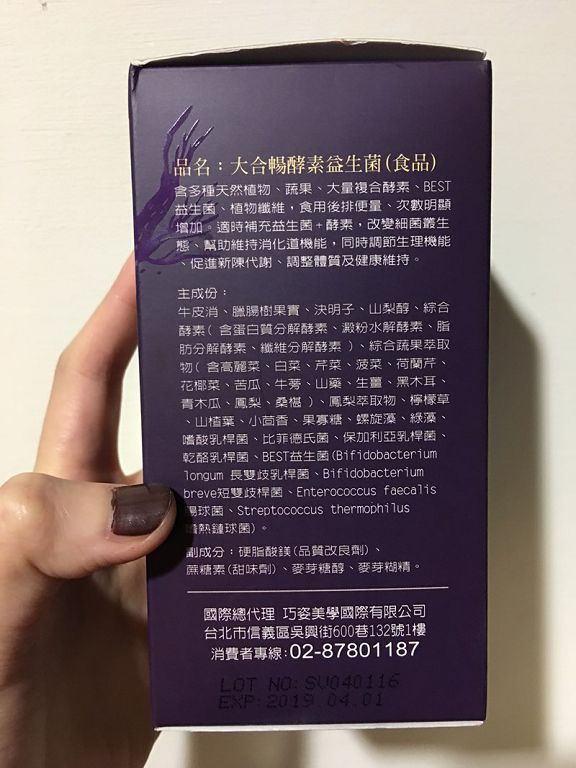 品名：大合暢酵素益生菌(食品)
含多種天然植物、蔬果、大量複合酵素、BEST
益生菌、植物纖維，食用後排便量、次數明顯
增加。適時補充益生菌+酵素，改變細菌叢生
態、幫助維持消化道機能，同時調節生理機能
、促進新陳代謝、調整體質及健康維持。
主成份：
牛皮消、臘腸樹果實、決明子、山梨醇、綜合
酵素(含蛋白質分解酵素、澱粉水解酵素、脂
肪分解酵素、纖維分解酵素)、綜合蔬果萃取
物(含高麗菜、白菜、芹菜、菠菜、荷蘭芹、
花椰菜、苦瓜、牛蒡、山藥、生薑、黑木耳、
青木瓜、鳳梨、桑椹)、鳳梨萃取物、檸檬草
、山楂葉、小茴香、果寡糖、螺旋藻、綠藻、
嗜酸乳桿菌、比菲德氏菌、保加利亞乳桿菌、
乾酪乳桿菌、BEST益生菌(Bifidobacterium
longum 長雙歧乳桿菌、Bifidobacterium
breve短雙歧桿菌、Enterococcus faecalis
腸球菌、Streptococcus thermophilus
嗜熱鏈球菌)。
副成分：硬脂酸鎂(品質改良劑)、
蔗糖素(甜味劑)、麥芽糖醇、麥芽糊精。
國際總代理 巧姿美學國際有限公司
台北市信義區吳興街600巷132號1樓
消費者專線:02-87801187
LOT NO: SV040116
EXP: 2019.04.01